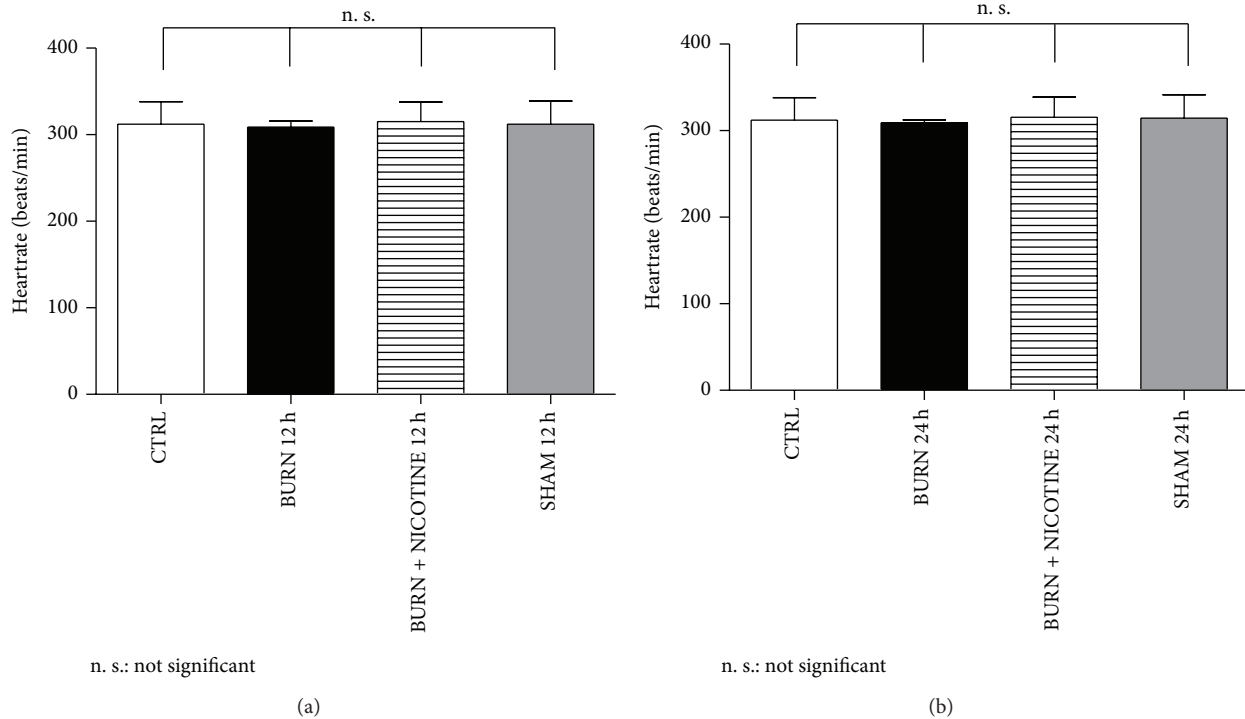 n. s.
400
300
200
100
0
Heartrate (beats/min)
CTRL
BURN 12 h
BURN + NICOTINE 12 h
SHAM 12 h
n. s.: not significant
(a)
n. s.
400
300
200
100
0
Heartrate (beats/min)
CTRL
BURN 24 h
BURN + NICOTINE 24 h
SHAM 24 h
n. s.: not significant
(b)